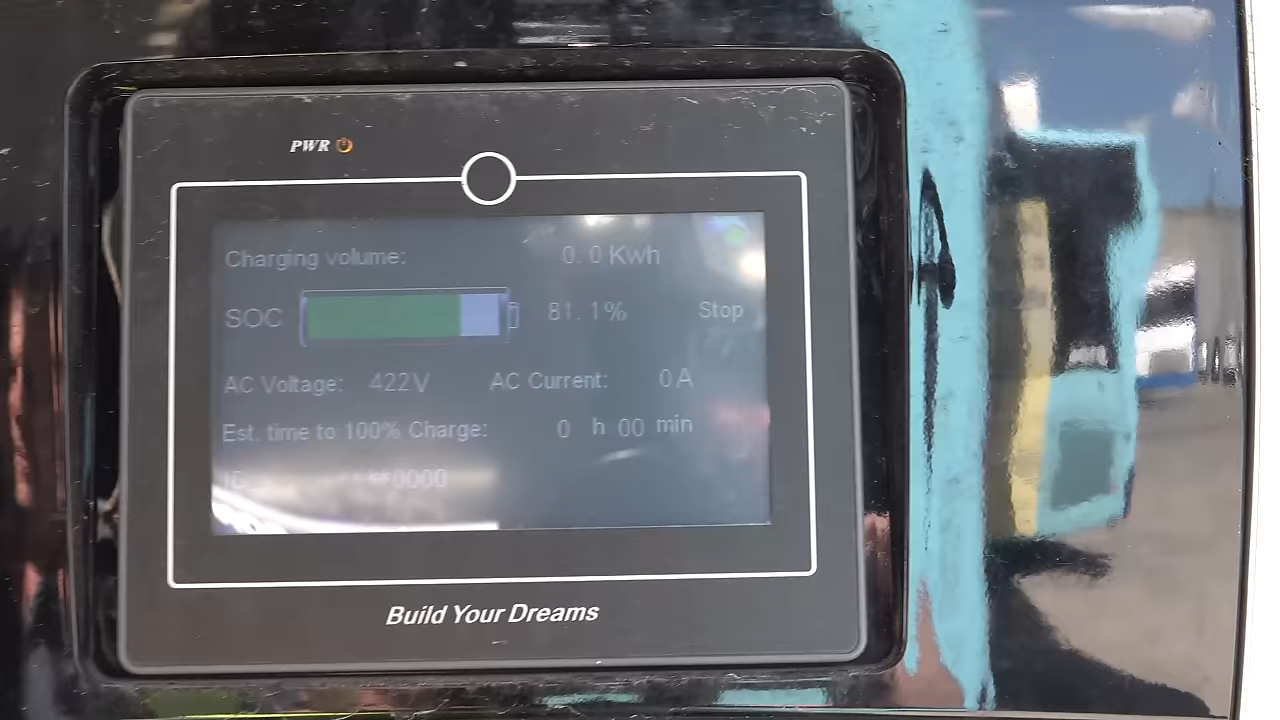 PWR
Charging volume: 0.0 Kwh
SOC 81.1% Stop
AC Voltage: 422V AC Current: 0 A
Est. time to 100% Charge: 0 h 00 min
0000
Build Your Dreams